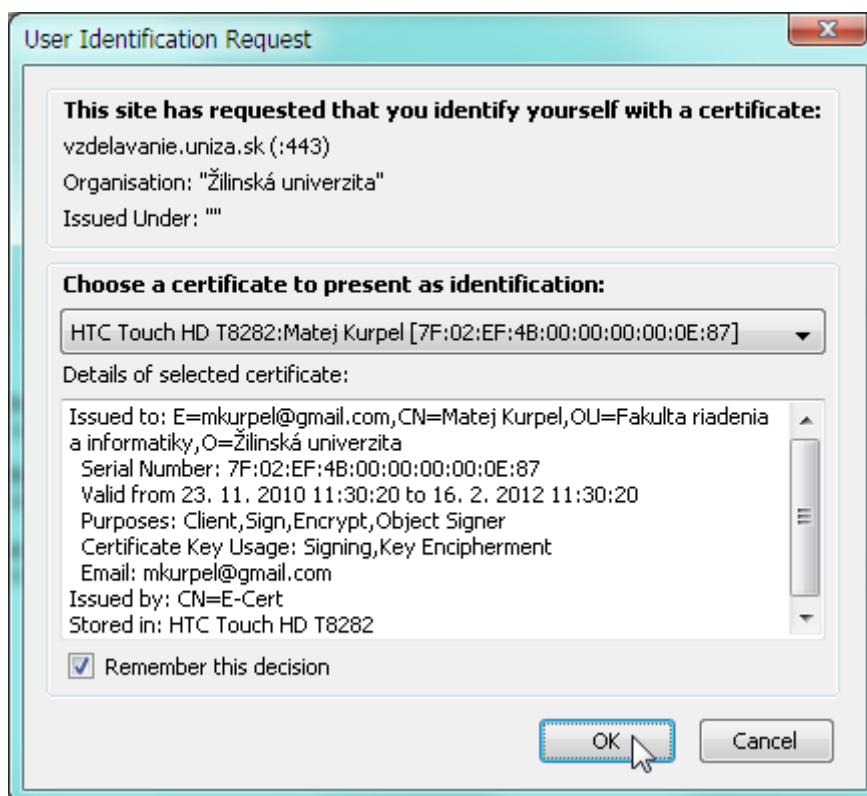 User Identification Request
This site has requested that you identify yourself with a certificate:
vzdelavanie.uniza.sk (:443)
Organisation: "Žilinská univerzita"
Issued Under: ""
Choose a certificate to present as identification:
HTC Touch HD T8282:Matej Kurpel [7F:02:EF:4B:00:00:00:00:0E:87]
Details of selected certificate:
Issued to: E=mkurpel@gmail.com,CN=Matej Kurpel,OU=Fakulta riadenia
a informatiky,O=Žilinská univerzita
Serial Number: 7F:02:EF:4B:00:00:00:00:0E:87
Valid from 23. 11. 2010 11:30:20 to 16. 2. 2012 11:30:20
Purposes: Client,Sign,Encrypt,Object Signer
Certificate Key Usage: Signing,Key Encipherment
Email: mkurpel@gmail.com
Issued by: CN=E-Cert
Stored in: HTC Touch HD T8282
Remember this decision
OK
Cancel